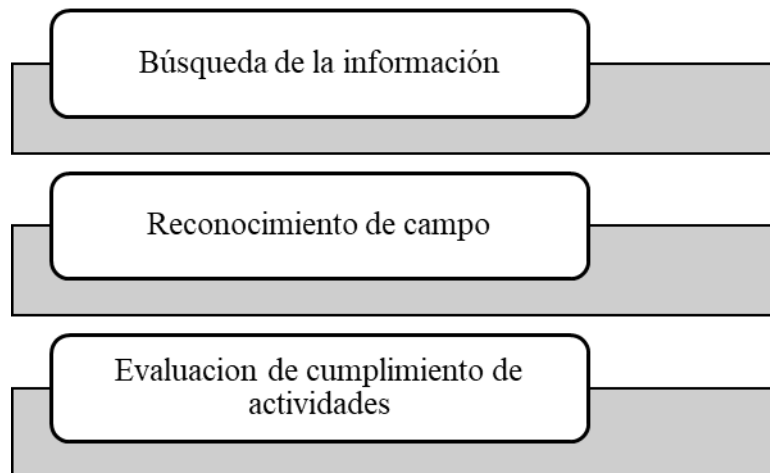 Búsqueda de la información
Reconocimiento de campo
Evaluacion de cumplimiento de
actividades